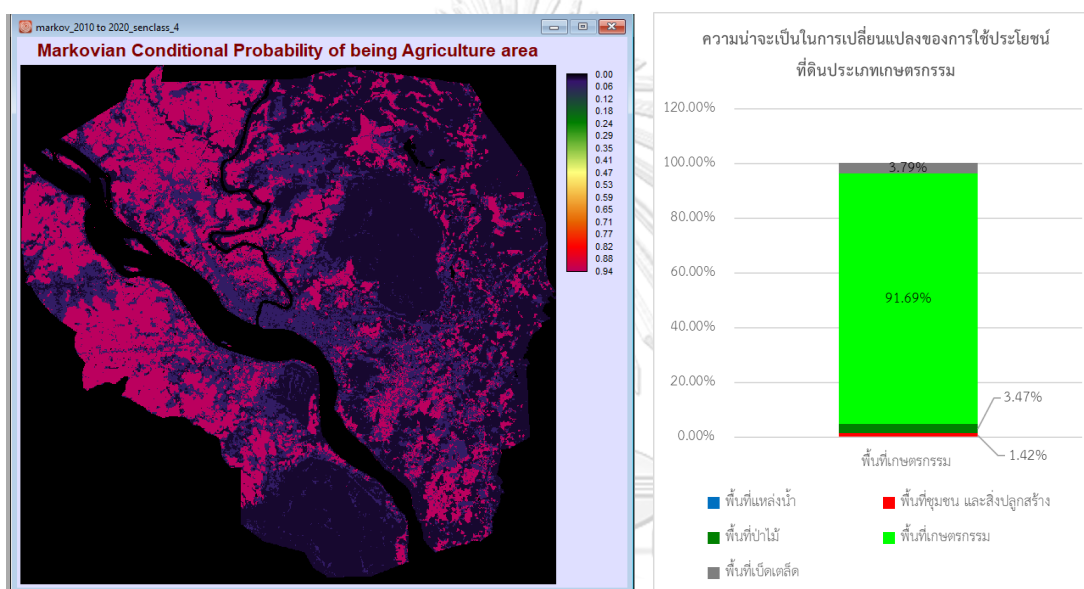 markov_2010 to 2020_senclass_4
Markovian Conditional Probability of being Agriculture area
0.00
0.06
0.12
0.18
0.24
0.29
0.35
0.41
0.47
0.53
0.59
0.65
0.71
0.77
0.82
0.88
0.94
ความน่าจะเป็นในการเปลี่ยนแปลงของการใช้ประโยชน์
ที่ดินประเภทเกษตรกรรม
120.00%
100.00%
80.00%
60.00%
40.00%
20.00%
0.00%
3.79%
91.69%
3.47%
1.42%
พื้นที่เกษตรกรรม
พื้นที่แหล่งน้ำ
พื้นที่ชุมชน และสิ่งปลูกสร้าง
พื้นที่ป่าไม้
พื้นที่เกษตรกรรม
พื้นที่เบ็ดเตล็ด